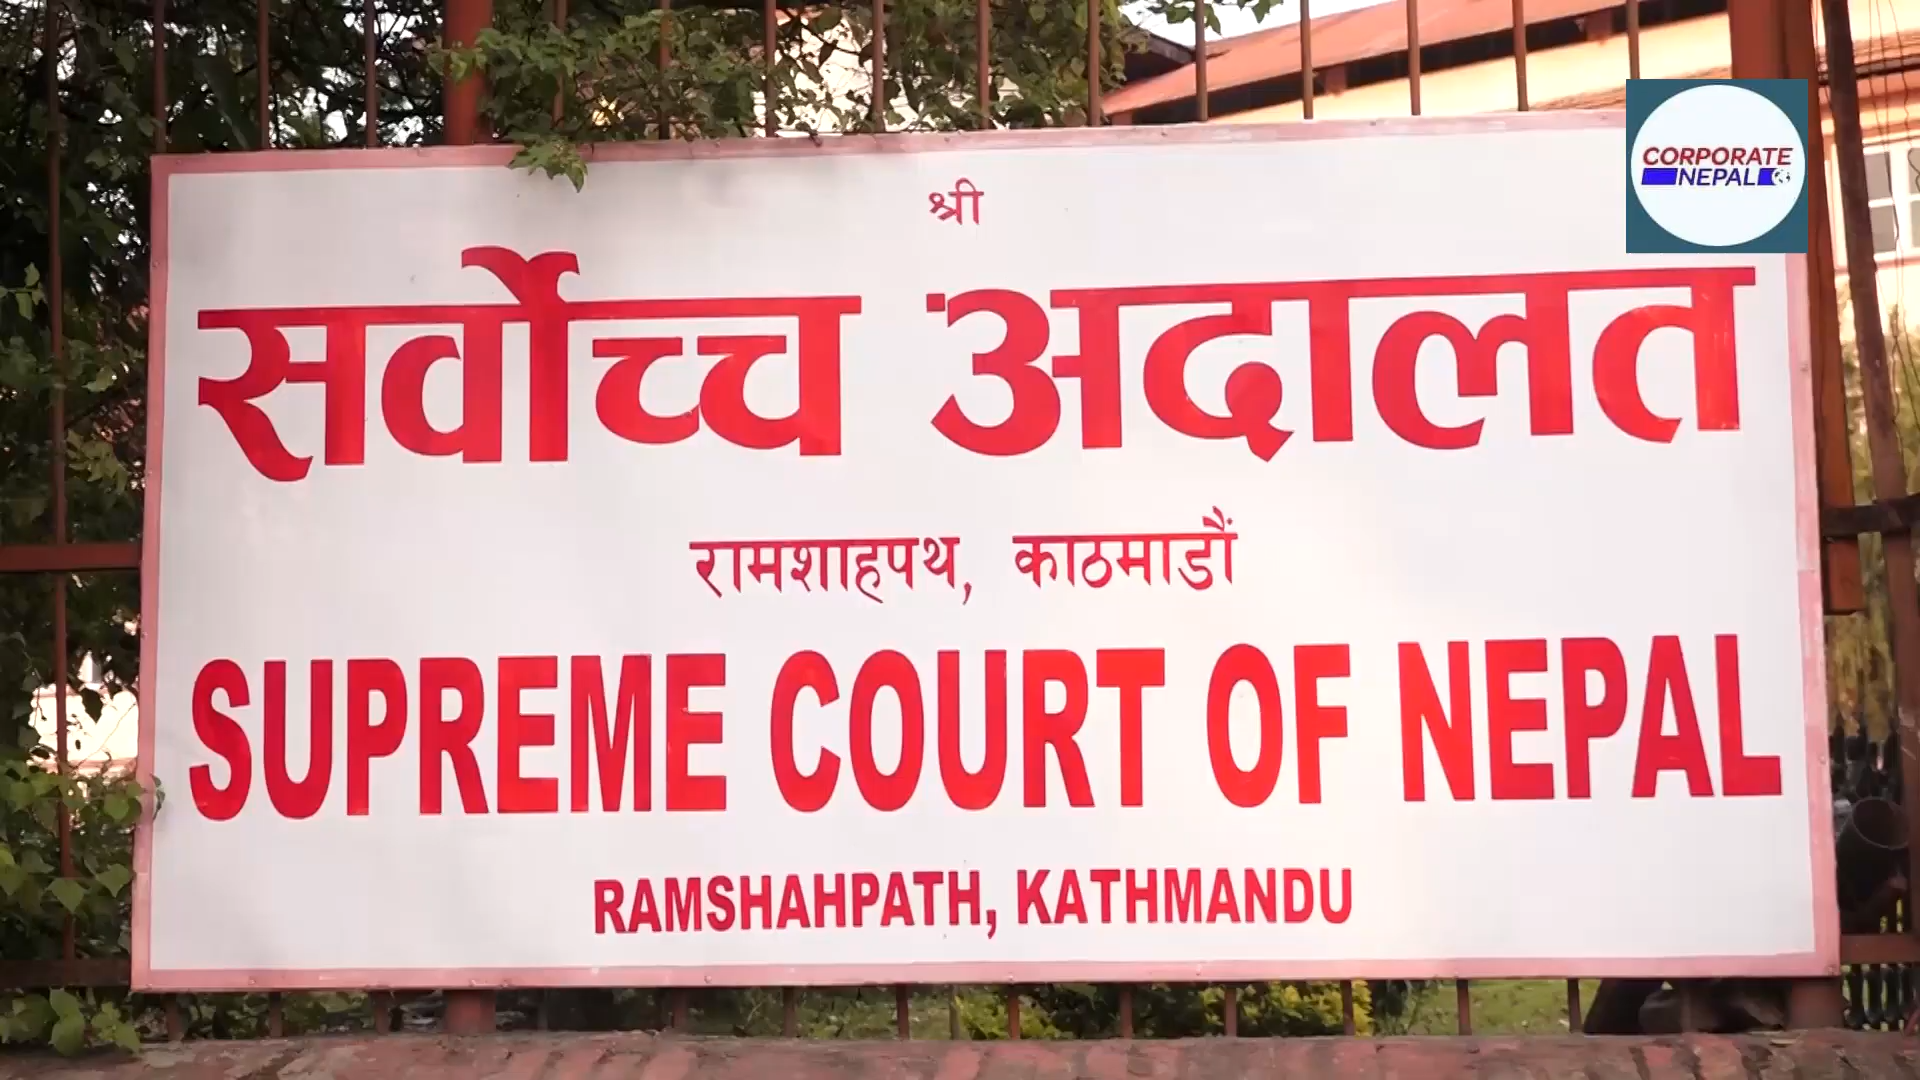 श्री
सर्वोच्च अदालत
रामशाहपथ, काठमाडौं
SUPREME COURT OF NEPAL
RAMSHAHPATH, KATHMANDU
CORPORATE
NEPAL